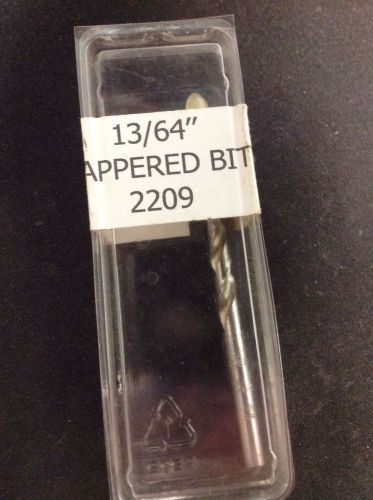 13/64"
APPERED BIT
2209